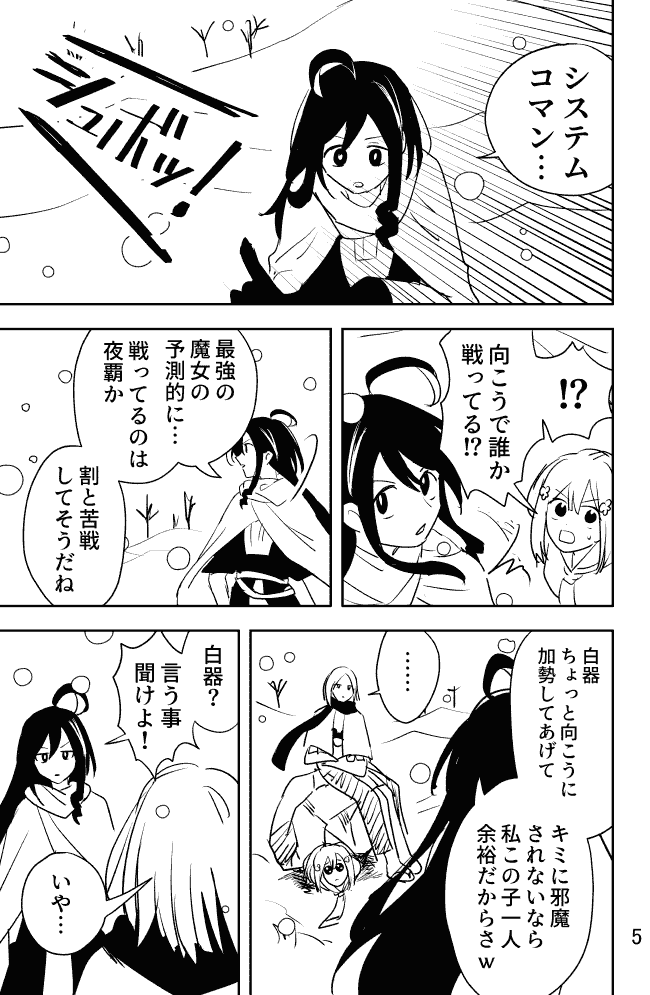 システム
コマン…
ジュボッ！
!?
向こうで誰か
戦ってる!?
最強の
魔女の
予測的に…
戦ってるのは
夜覇か
割と苦戦
してそうだね
白器
ちょっと向こうに
加勢してあげて
キミに邪魔
されないなら
私この子一人
余裕だからさw
……
白器？
言う事
聞けよ！
いや…
5